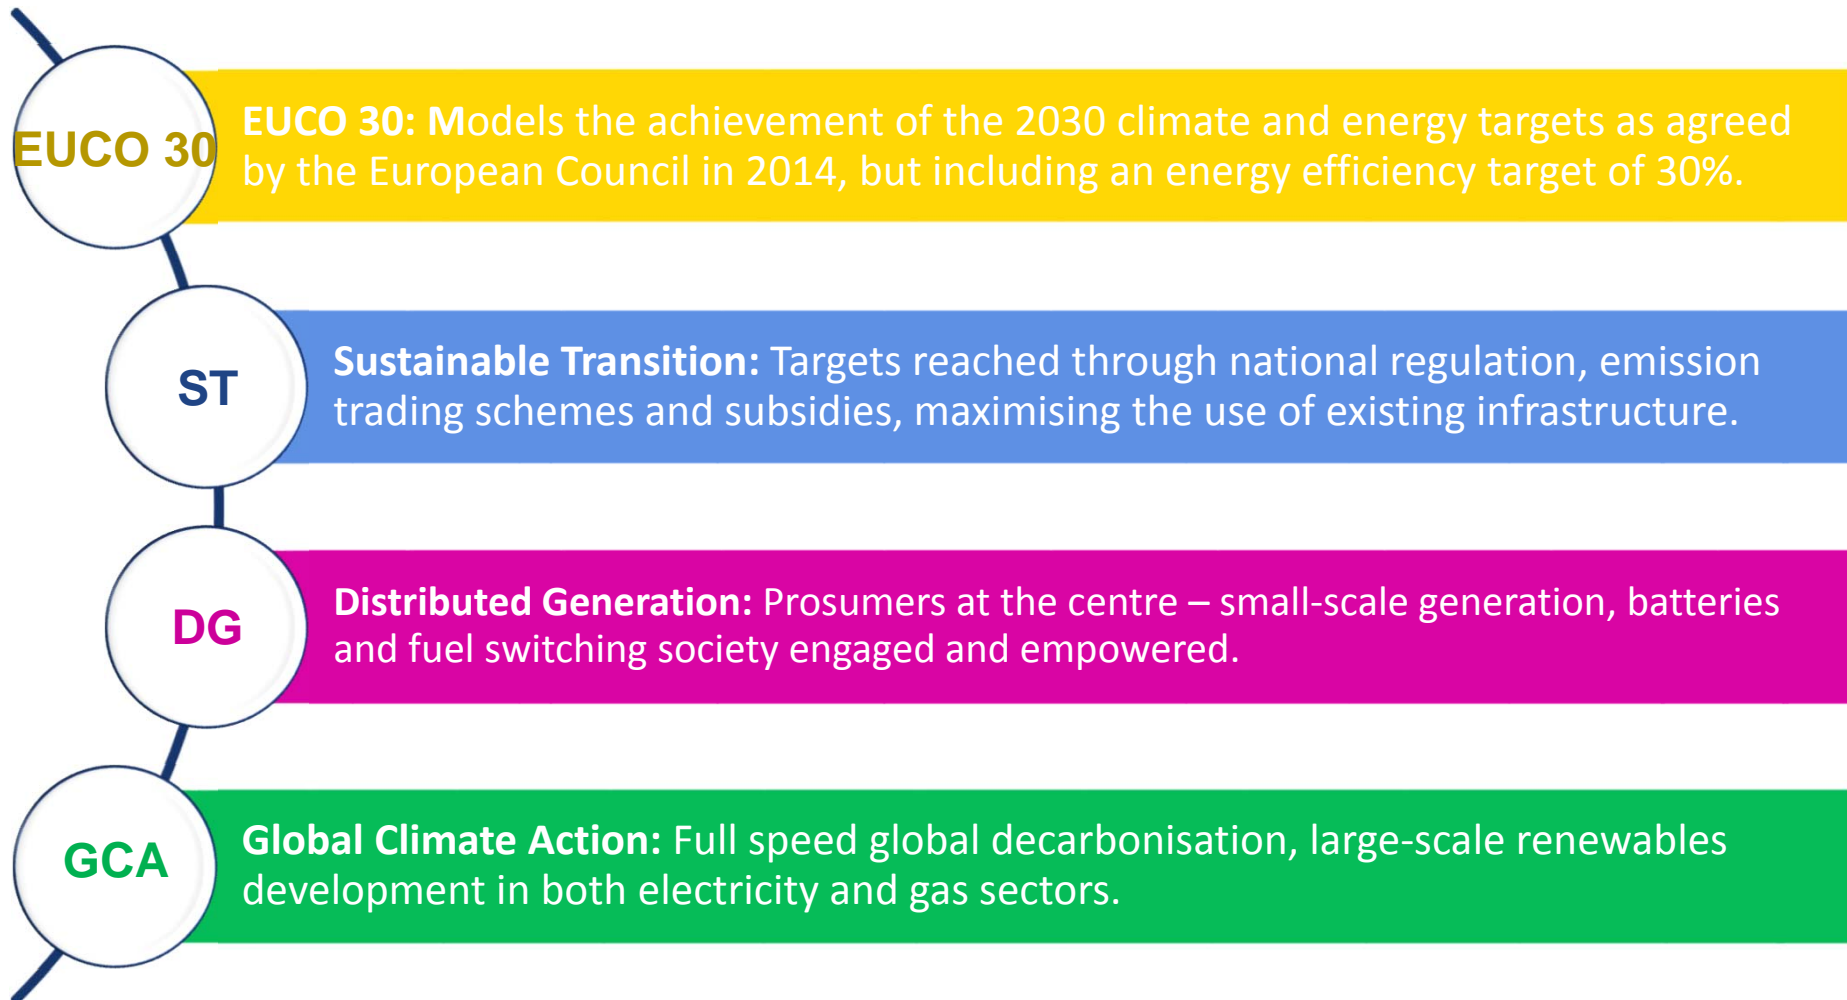 EUCO 30
EUCO 30: Models the achievement of the 2030 climate and energy targets as agreed
by the European Council in 2014, but including an energy efficiency target of 30%.
ST
Sustainable Transition: Targets reached through national regulation, emission
trading schemes and subsidies, maximising the use of existing infrastructure.
DG
Distributed Generation: Prosumers at the centre – small-scale generation, batteries
and fuel switching society engaged and empowered.
GCA
Global Climate Action: Full speed global decarbonisation, large-scale renewables
development in both electricity and gas sectors.